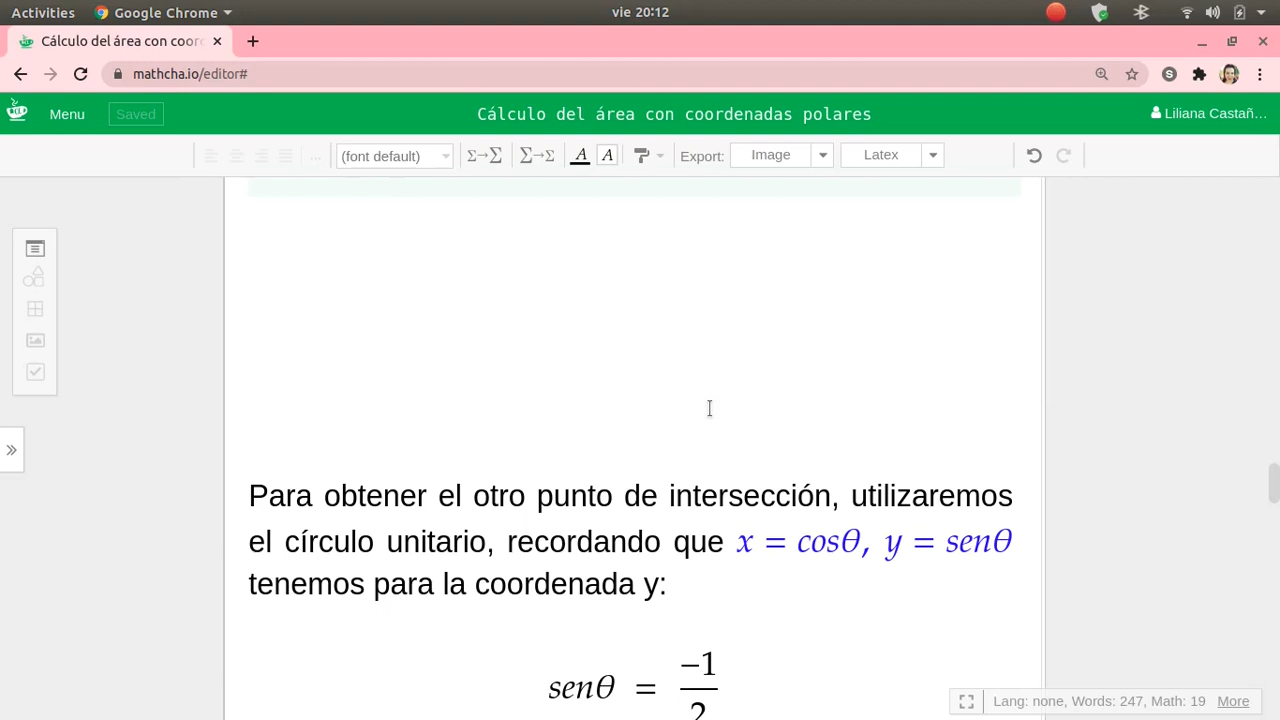 Activities Google Chrome vie 20:12
Cálculo del área con coor
mathcha.io/editor#
Menu Saved Cálculo del área con coordenadas polares Liliana Castañ...
... (font default) Σ→Σ Σ→Σ A A Export: Image Latex
Para obtener el otro punto de intersección, utilizaremos
el círculo unitario, recordando que x = cosθ, y = senθ
tenemos para la coordenada y:
senθ = −1/2
Lang: none, Words: 247, Math: 19 More